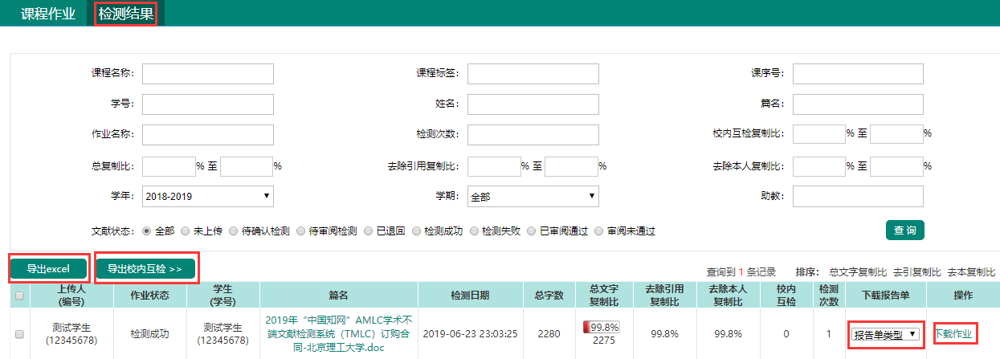 课程作业 检测结果
课程名称： 课程标签： 课序号：
学号： 姓名： 篇名：
作业名称： 检测次数： 校内互检复制比： % 至 %
总复制比： % 至 % 去除引用复制比： % 至 % 去除本人复制比： % 至 %
学年： 2018-2019 学期： 全部 助教：
文献状态： 全部 未上传 待确认检测 待审阅检测 已退回 检测成功 检测失败 已审阅通过 审阅未通过 查 询
导出excel 导出校内互检 >> 查询到 1 条记录 排序： 总文字复制比 去引复制比 去本复制比
上传人 (编号) 作业状态 学生 (学号) 篇名 检测日期 总字数 总文字 复制比 去除引用 复制比 去除本人 复制比 校内 互检 检测 次数 下载报告单 操作
测试学生 (12345678) 检测成功 测试学生 (12345678)
2019年“中国知网”AMLC学术不
端文献检测系统（TMLC）订购合
同-北京理工大学.doc
2019-06-23 23:03:25 2280 99.8% 2275 99.8% 99.8% 0 1 报告单类型 下载作业